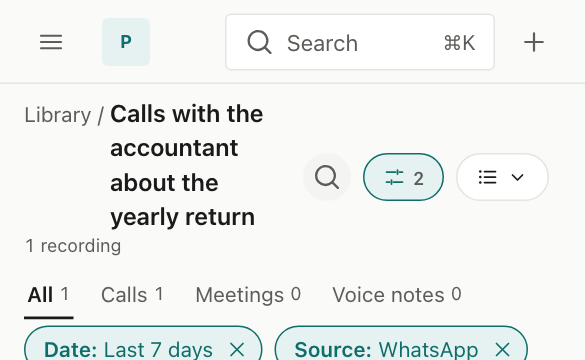 P
Search ⌘K
Library / Calls with the
accountant
about the
yearly return
2
1 recording
All 1 Calls 1 Meetings 0 Voice notes 0
Date: Last 7 days Source: WhatsApp